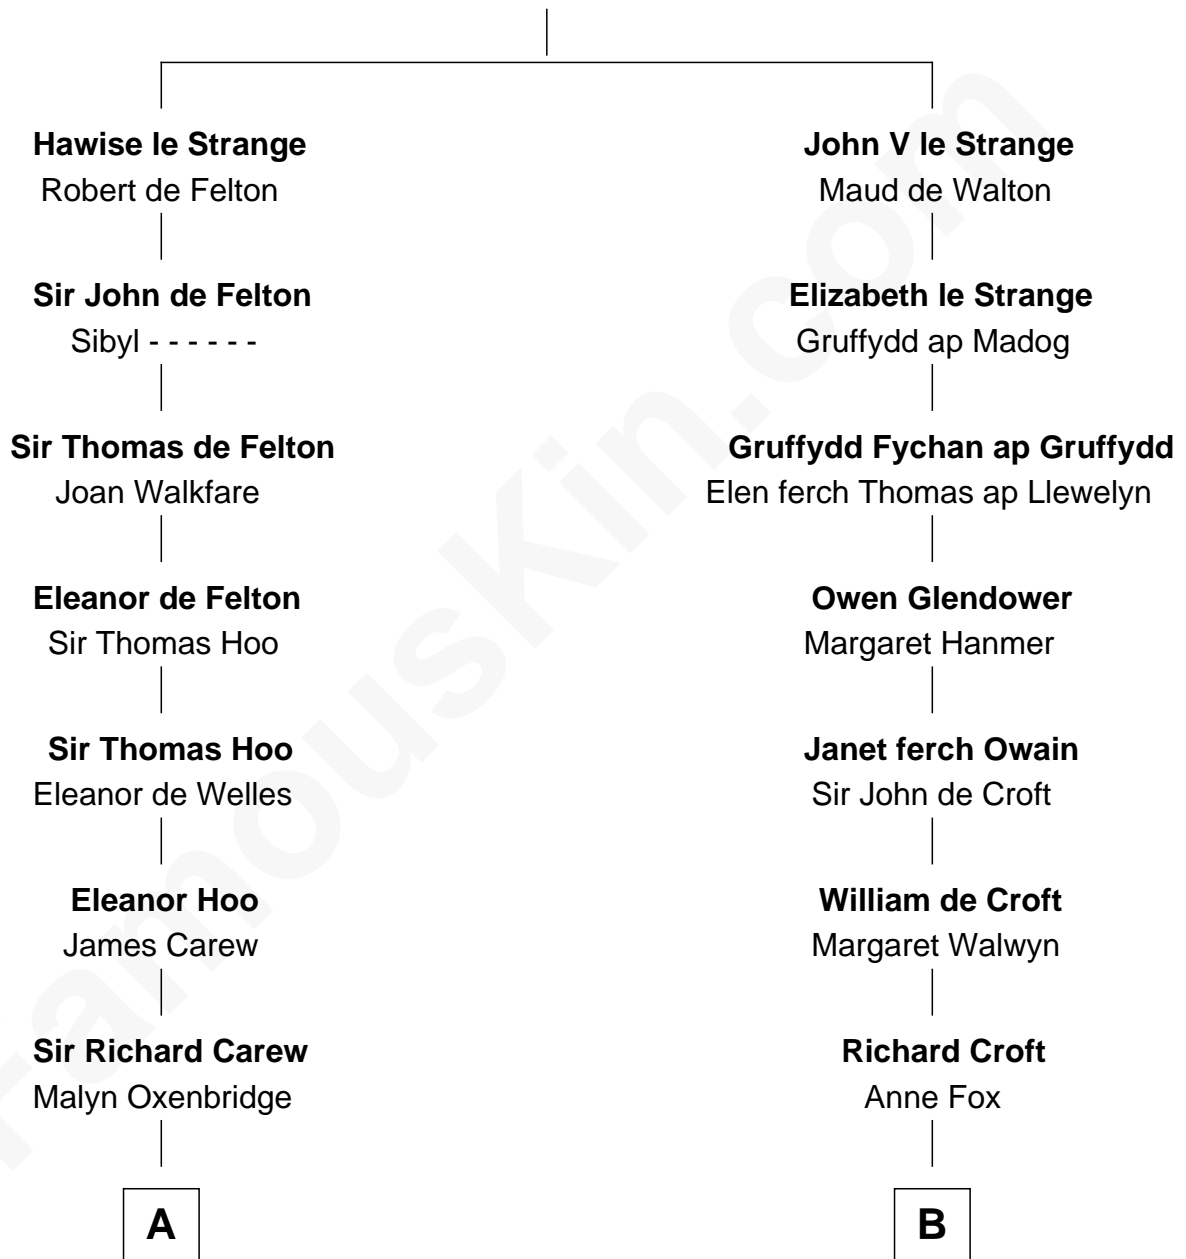 Hawise le Strange
Robert de Felton
Sir John de Felton
Sibyl - - - - - -
Sir Thomas de Felton
Joan Walkfare
Eleanor de Felton
Sir Thomas Hoo
Sir Thomas Hoo
Eleanor de Welles
Eleanor Hoo
James Carew
Sir Richard Carew
Malyn Oxenbridge
A
John V le Strange
Maud de Walton
Elizabeth le Strange
Gruffydd ap Madog
Gruffydd Fychan ap Gruffydd
Elen ferch Thomas ap Llewelyn
Owen Glendower
Margaret Hanmer
Janet ferch Owain
Sir John de Croft
William de Croft
Margaret Walwyn
Richard Croft
Anne Fox
B
FamousKin.com